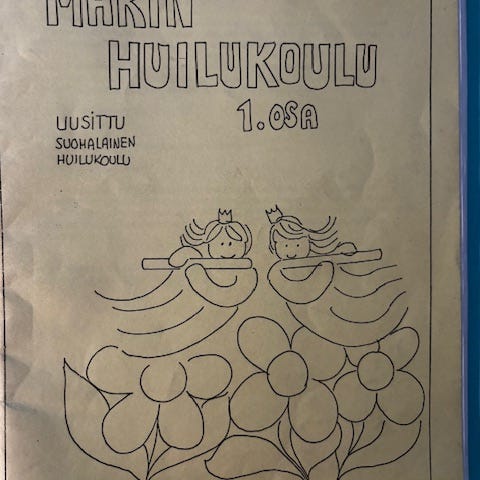 MARIN
HUILUKOULU
1. OSA
UUSITTU
SUOMALAINEN
HUILUKOULU